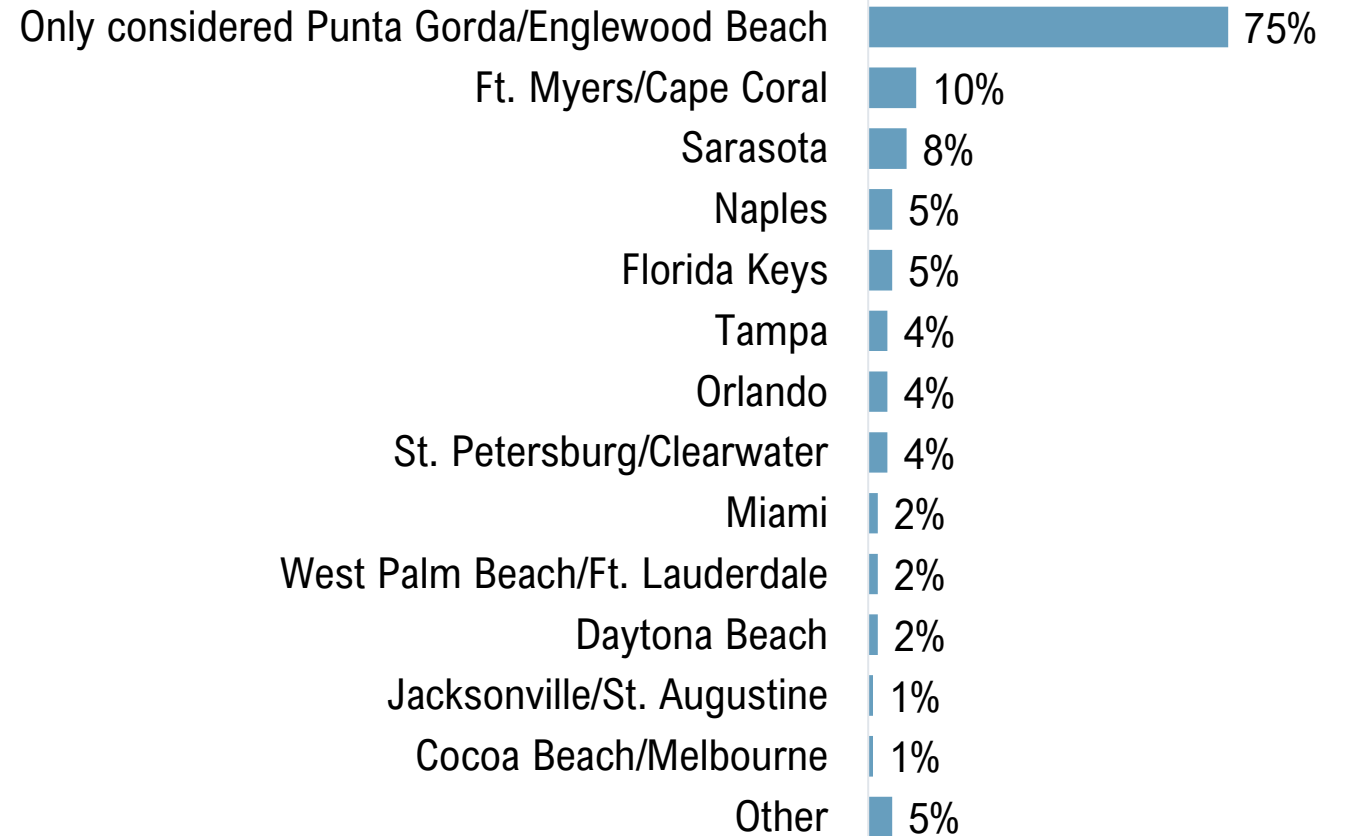 Only considered Punta Gorda/Englewood Beach 75%
Ft. Myers/Cape Coral 10%
Sarasota 8%
Naples 5%
Florida Keys 5%
Tampa 4%
Orlando 4%
St. Petersburg/Clearwater 4%
Miami 2%
West Palm Beach/Ft. Lauderdale 2%
Daytona Beach 2%
Jacksonville/St. Augustine 1%
Cocoa Beach/Melbourne 1%
Other 5%